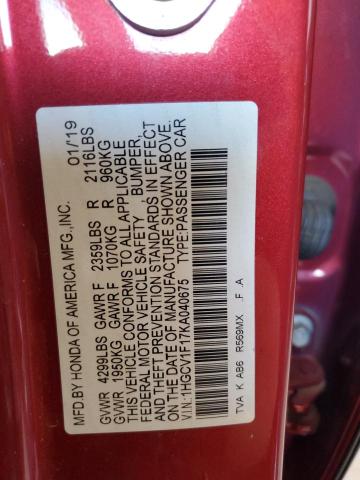 MFD.BY HONDA OF AMERICA MFG.,INC. 01/19
GVWR 4299LBS GAWR F 2359LBS R 2116LBS
GVWR 1950KG GAWR F 1070KG R 960KG
THIS VEHICLE CONFORMS TO ALL APPLICABLE
FEDERAL MOTOR VEHICLE SAFETY , BUMPER,
AND THEFT PREVENTION STANDARDS IN EFFECT
ON THE DATE OF MANUFACTURE SHOWN ABOVE.
V.I.N:1HGCV1F17KA040675 TYPE:PASSENGER CAR
TVA K AB6 R569MX F .A